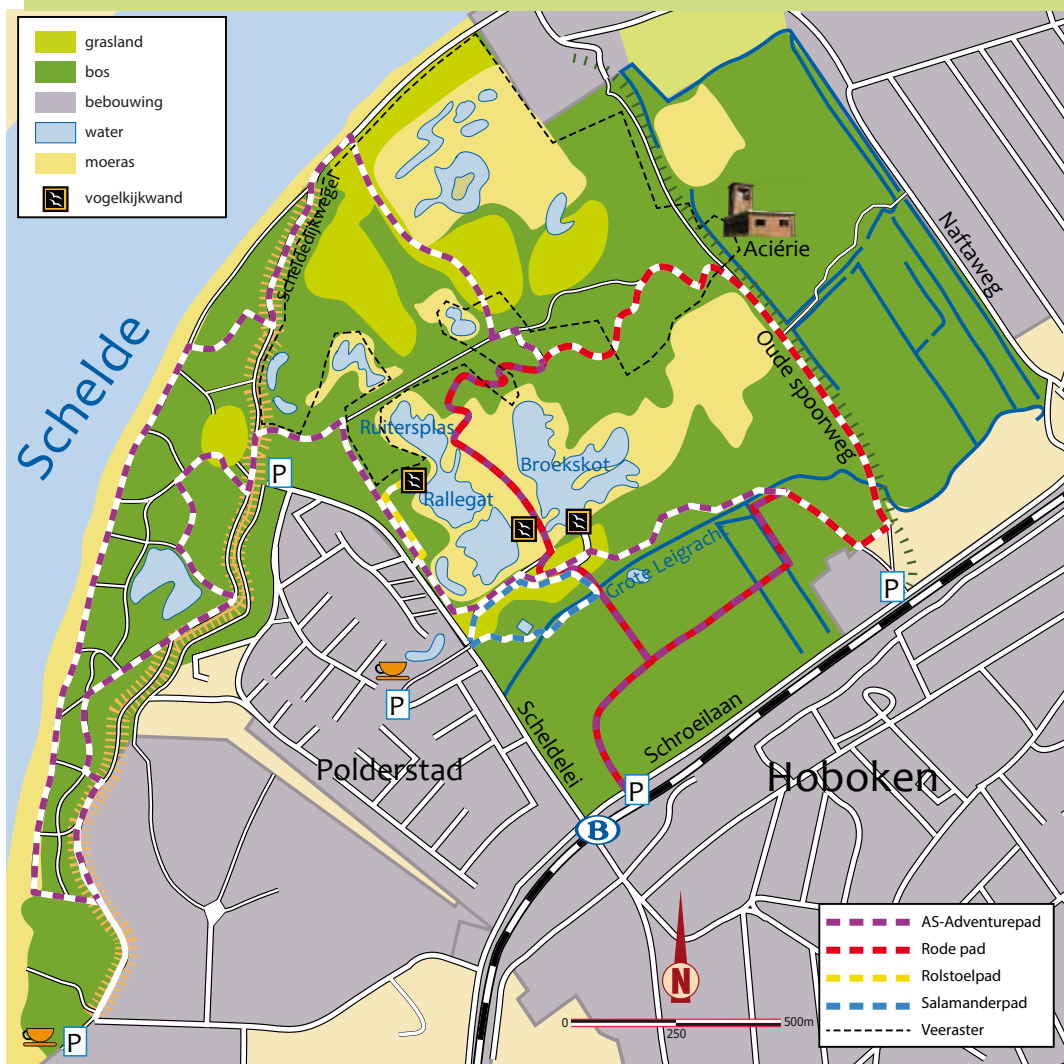 grasland
bos
bebouwing
water
moeras
vogelkijkwand
Scheldedijkwegel
Aciérie
Naftaweg
Schelde
Oude spoorweg
Ruitersplas
Broekskot
P
Rallegat
Grote Leigracht
P
P
Scheldelei
Schroeilaan
Polderstad
Hoboken
P
B
AS-Adventurepad
Rode pad
Rolstoelpad
Salamanderpad
Veeraster
N
0
250
500m
P